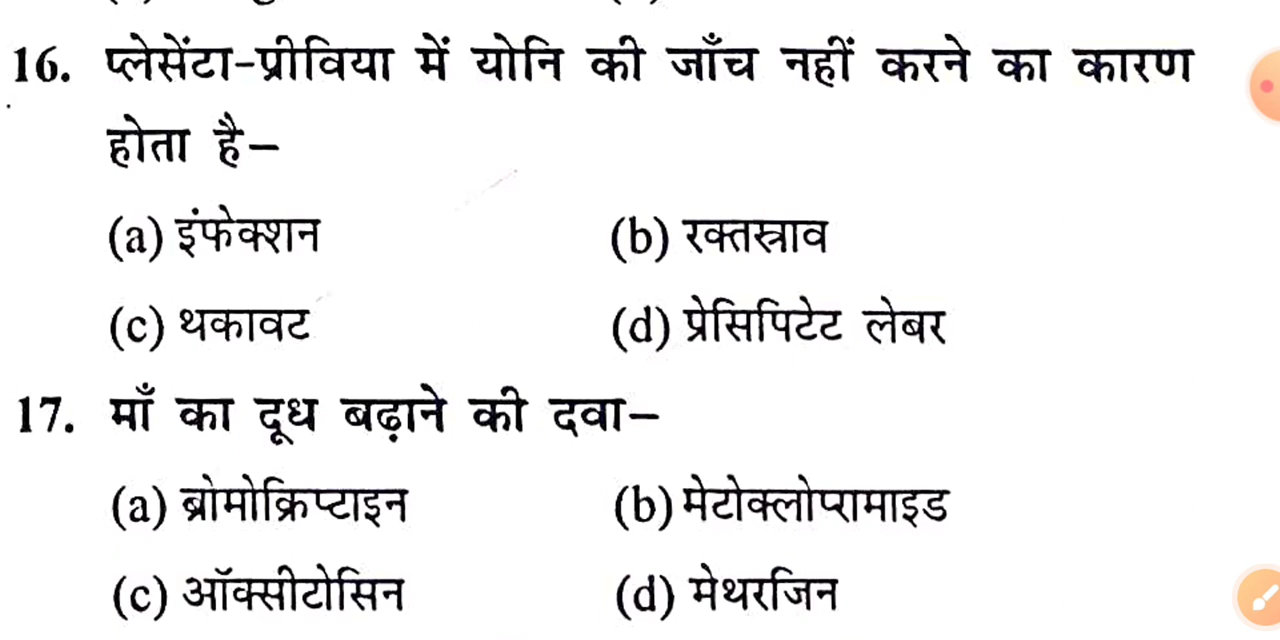 16. प्लेसेंटा-प्रीविया में योनि की जाँच नहीं करने का कारण
होता है–
(a) इंफेक्शन (b) रक्तस्राव
(c) थकावट (d) प्रेसिपिटेट लेबर
17. माँ का दूध बढ़ाने की दवा–
(a) ब्रोमोक्रिप्टाइन (b) मेटोक्लोप्रामाइड
(c) ऑक्सीटोसिन (d) मेथरजिन